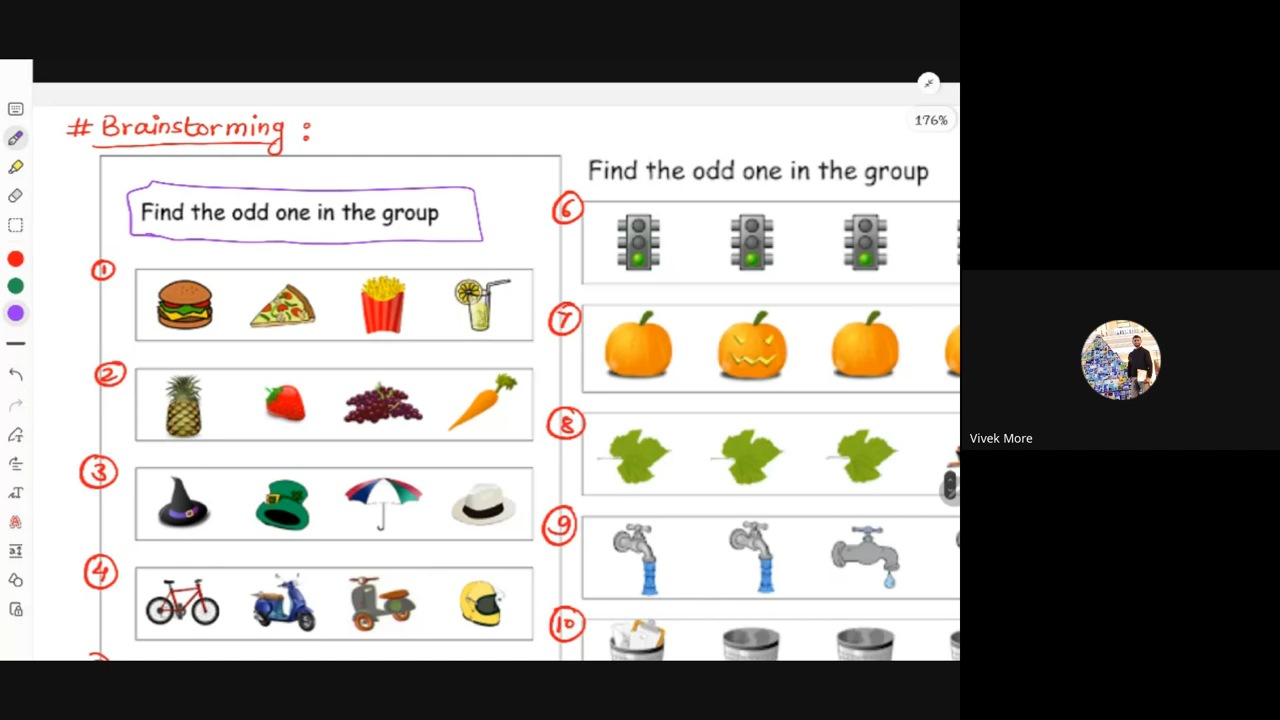 # Brainstorming :
176%
Find the odd one in the group
1
2
3
4
Find the odd one in the group
6
7
8
9
10
Vivek More